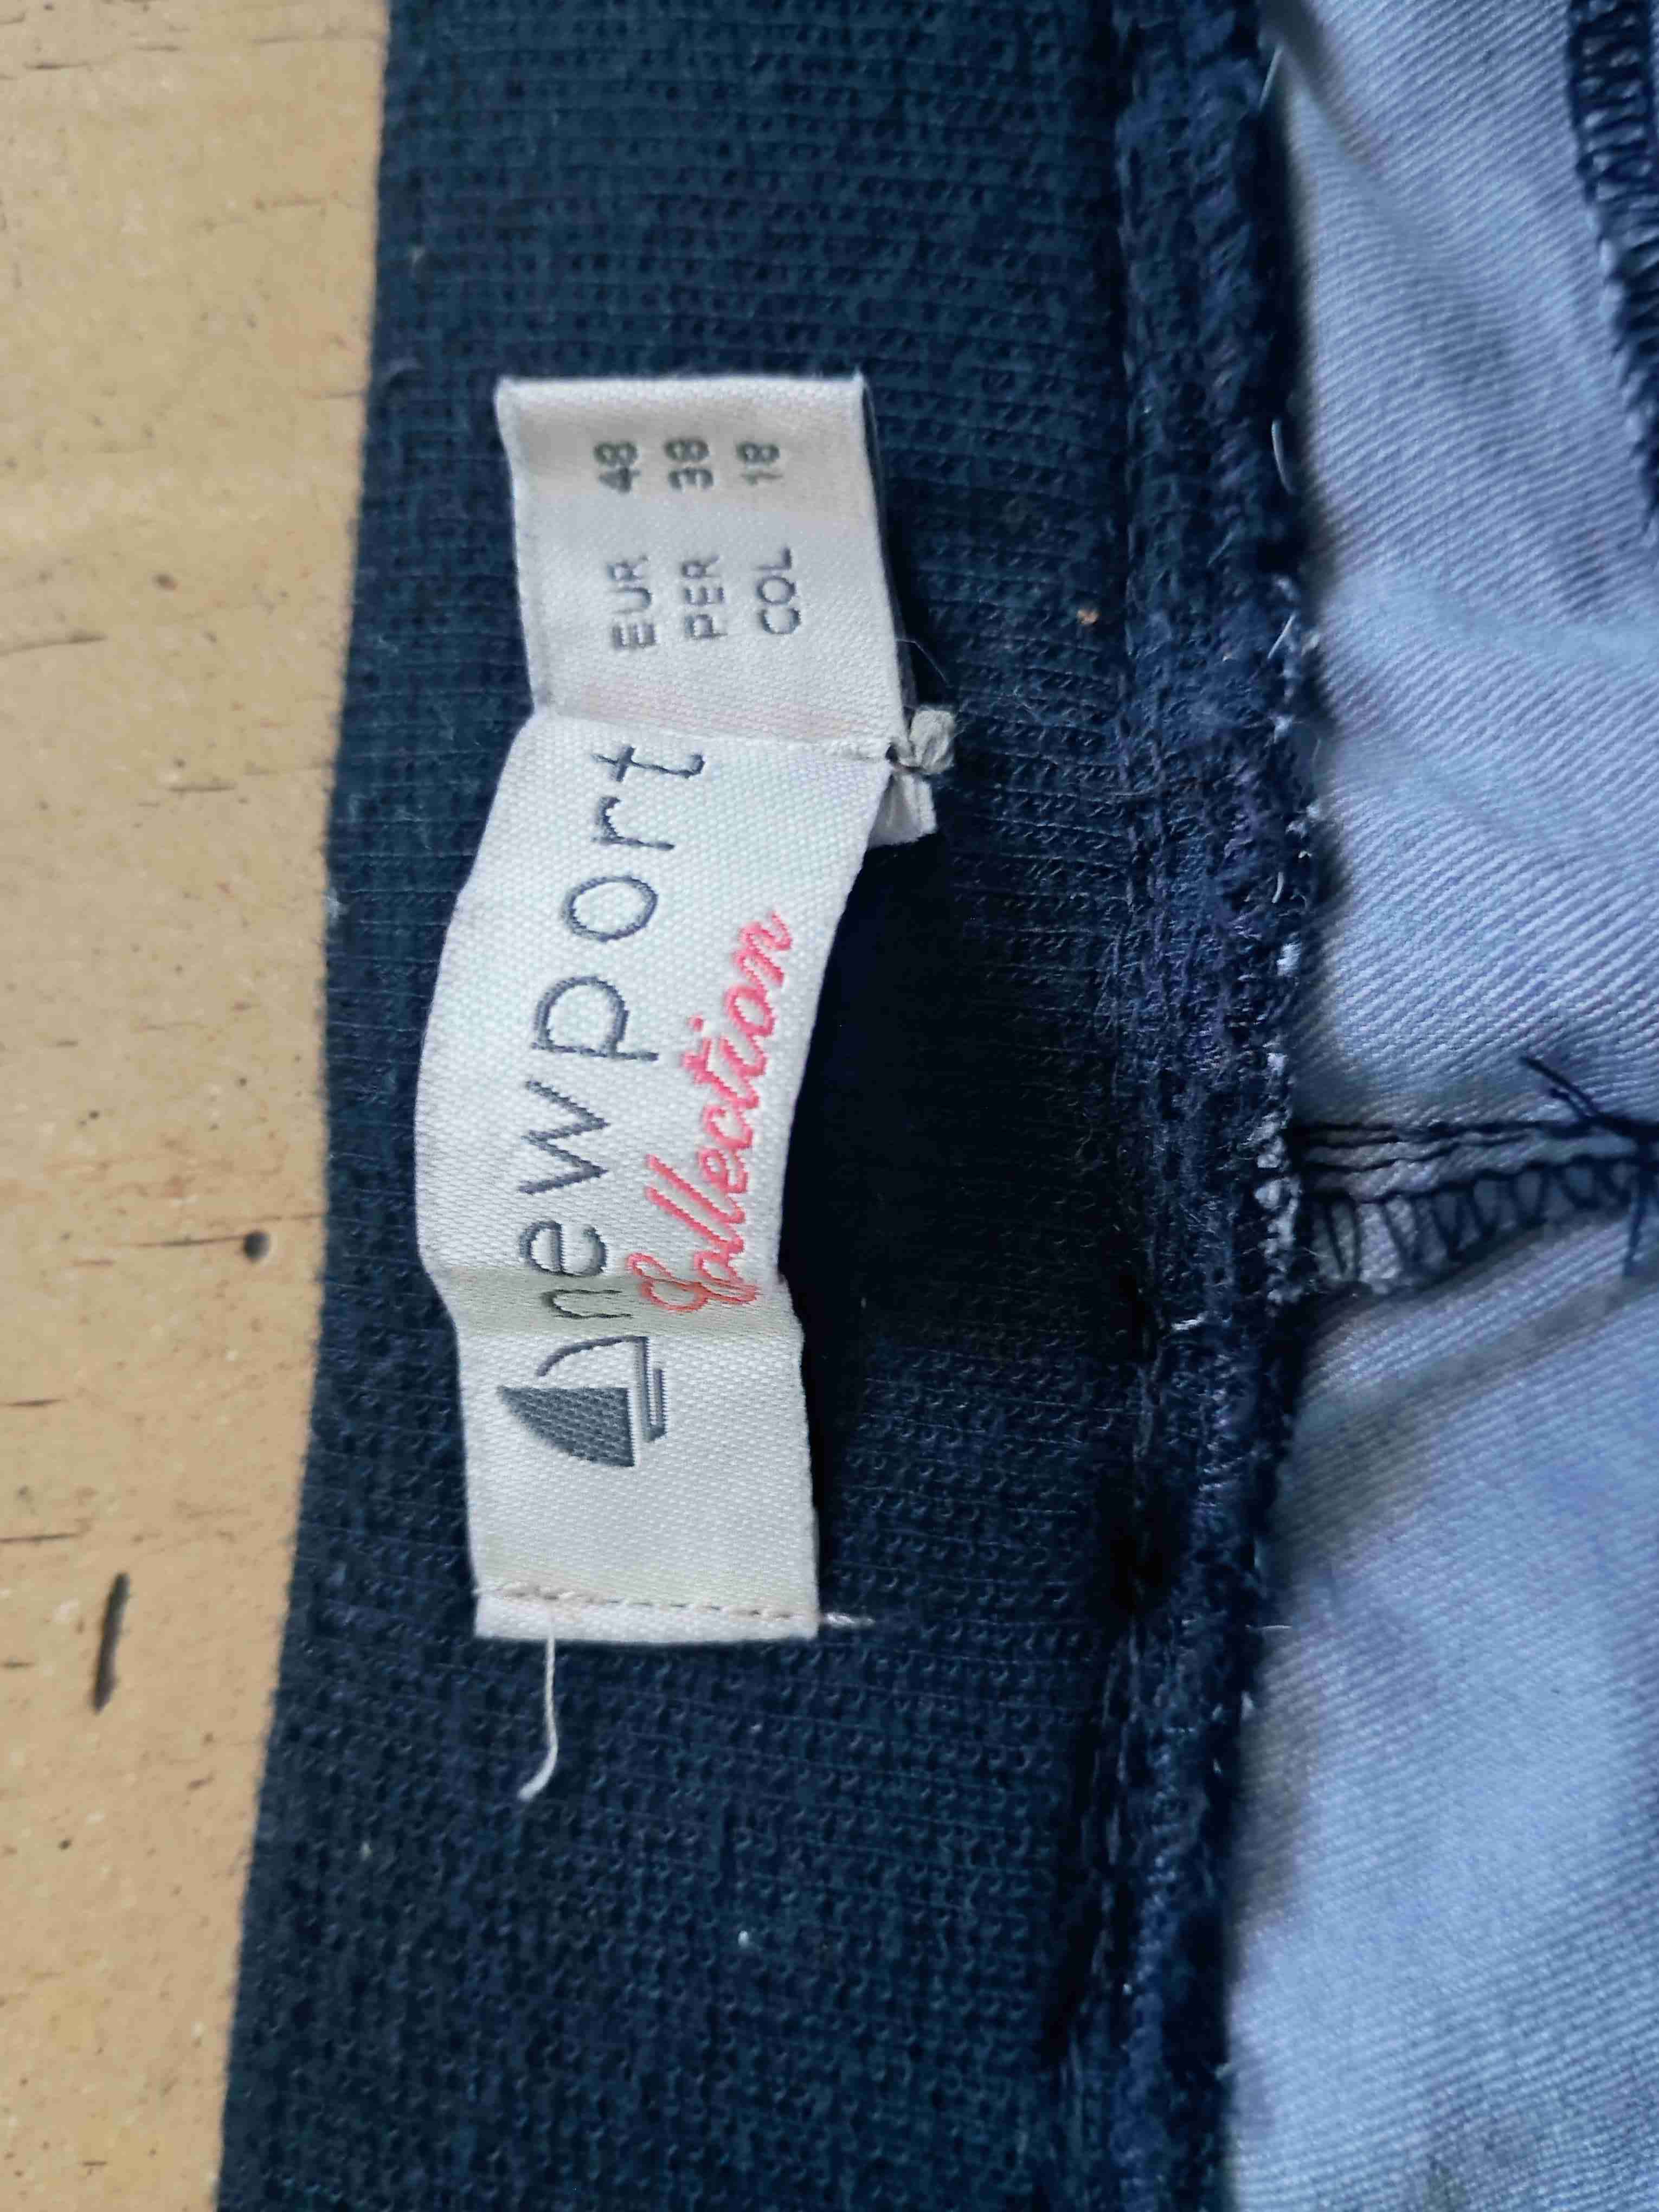 newport
Collection
EUR 48
PER 38
COL 18